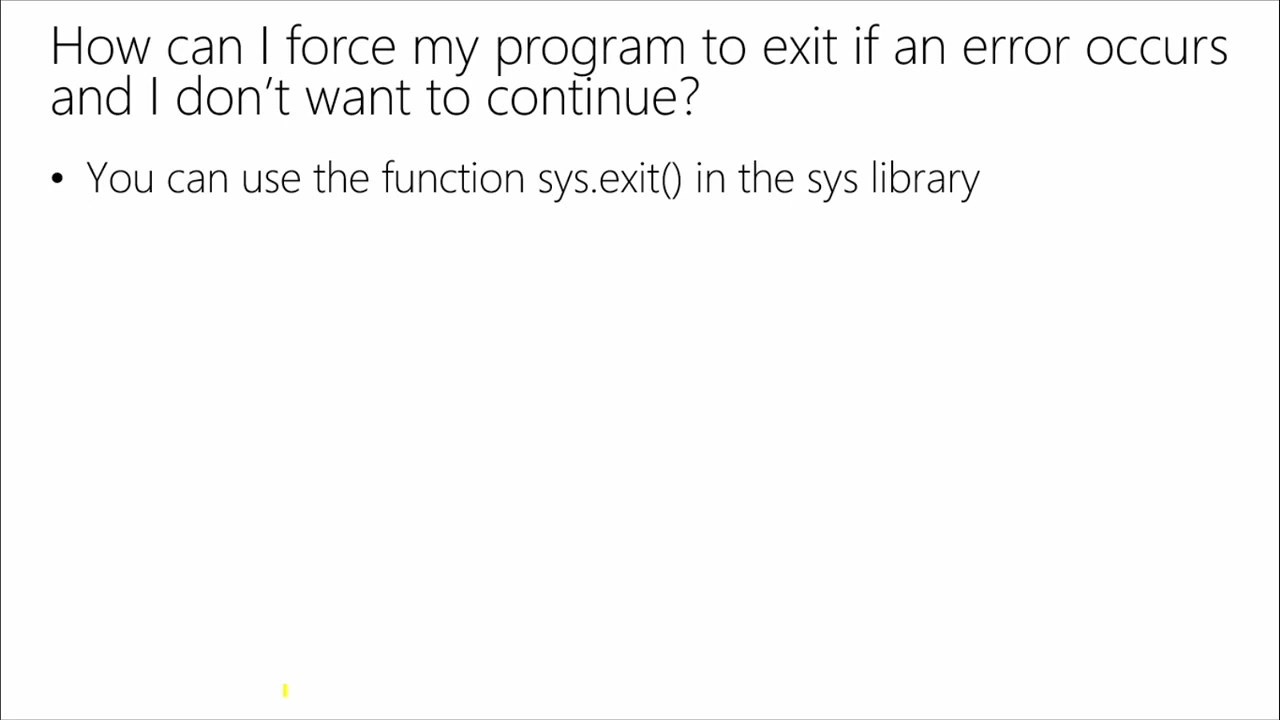 How can I force my program to exit if an error occurs
and I don’t want to continue?
• You can use the function sys.exit() in the sys library